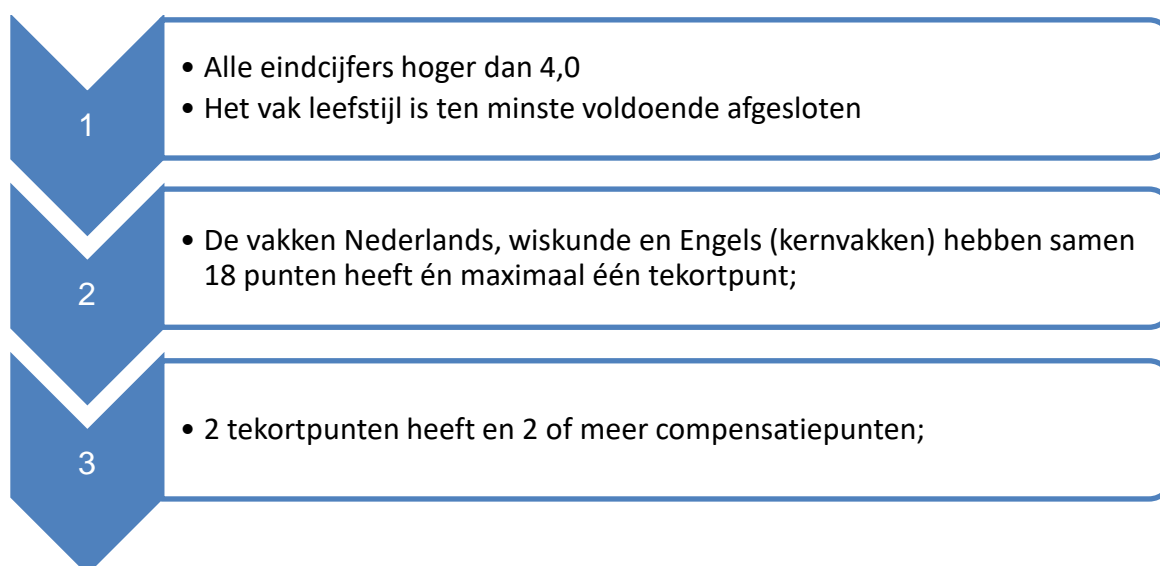 1
• Alle eindcijfers hoger dan 4,0
• Het vak leefstijl is ten minste voldoende afgesloten
2
• De vakken Nederlands, wiskunde en Engels (kernvakken) hebben samen
18 punten heeft én maximaal één tekortpunt;
3
• 2 tekortpunten heeft en 2 of meer compensatiepunten;